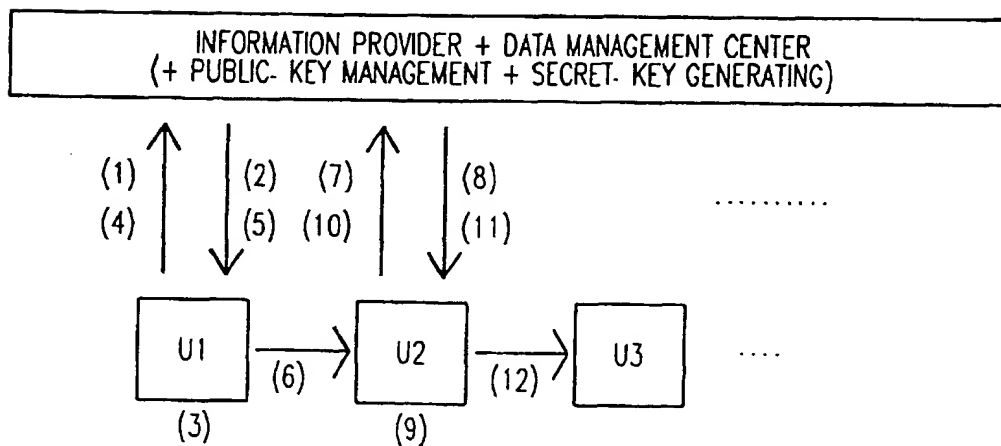 INFORMATION PROVIDER + DATA MANAGEMENT CENTER
(+ PUBLIC- KEY MANAGEMENT + SECRET- KEY GENERATING)
(1) (2) (7) (8)
(4) (5) (10) (11)
..........
U1 U2 U3 ....
(6) (12)
(3) (9)